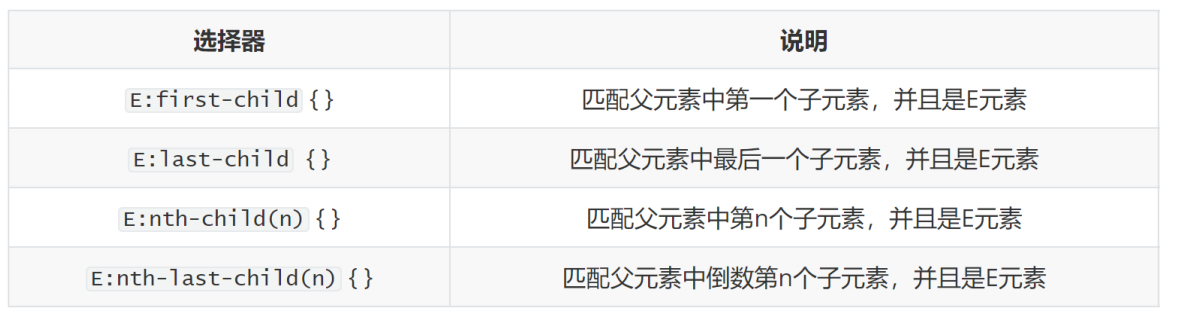 选择器 说明
E:first-child {} 匹配父元素中第一个子元素，并且是E元素
E:last-child {} 匹配父元素中最后一个子元素，并且是E元素
E:nth-child(n) {} 匹配父元素中第n个子元素，并且是E元素
E:nth-last-child(n) {} 匹配父元素中倒数第n个子元素，并且是E元素